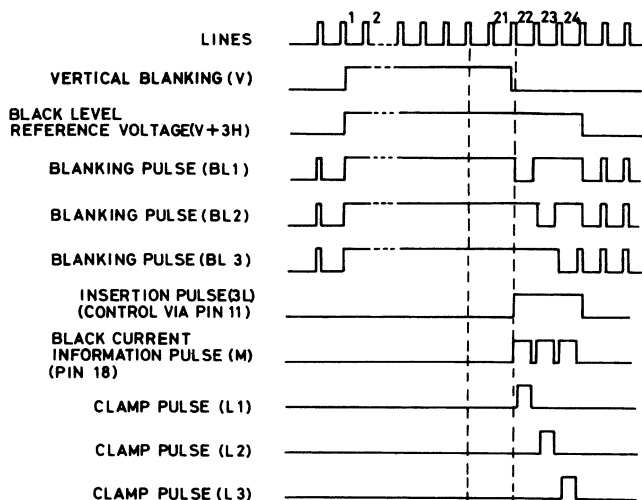 1 2 21 22 23 24
LINES
VERTICAL BLANKING (V)
BLACK LEVEL
REFERENCE VOLTAGE(V+3H)
BLANKING PULSE (BL1)
BLANKING PULSE (BL2)
BLANKING PULSE (BL 3)
INSERTION PULSE(3L)
(CONTROL VIA PIN 11)
BLACK CURRENT
INFORMATION PULSE (M)
(PIN 18)
CLAMP PULSE (L1)
CLAMP PULSE (L2)
CLAMP PULSE (L3)